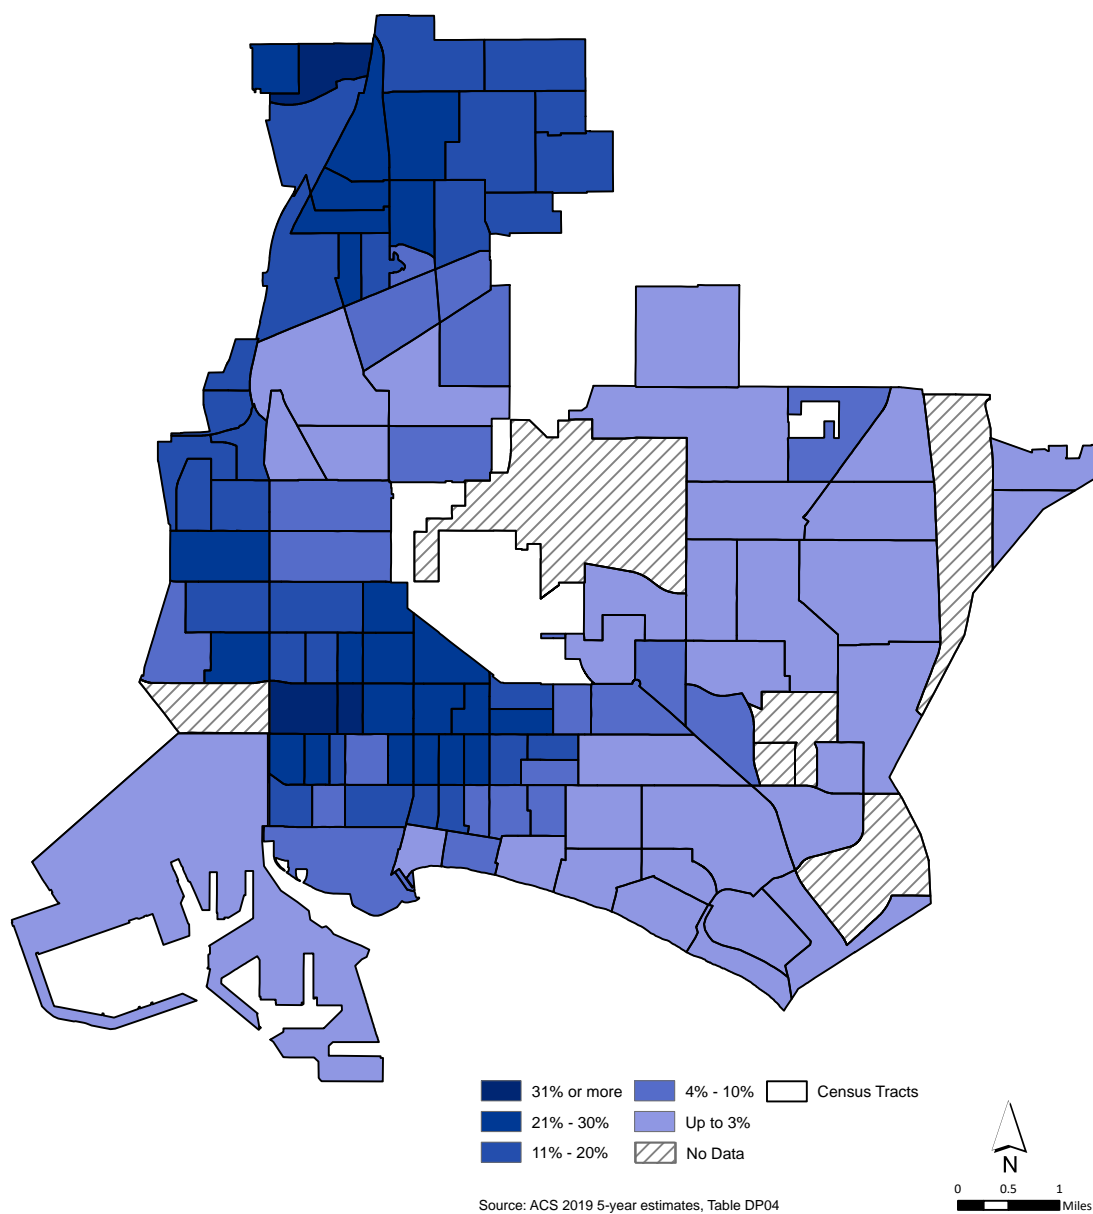 31% or more
4% - 10%
Census Tracts
21% - 30%
Up to 3%
11% - 20%
No Data
N
0 0.5 1
Miles
Source: ACS 2019 5-year estimates, Table DP04